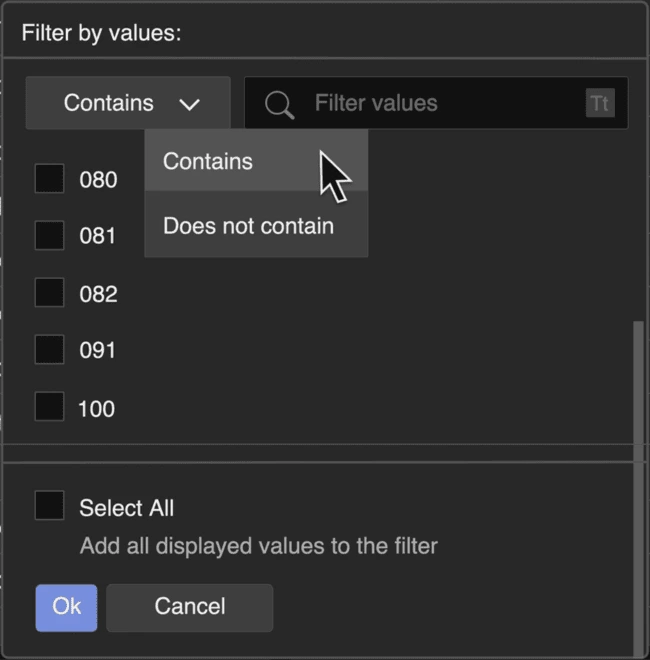 Filter by values:
Contains Filter values Tt
Contains
080
Does not contain
081
082
091
100
Select All
Add all displayed values to the filter
Ok Cancel